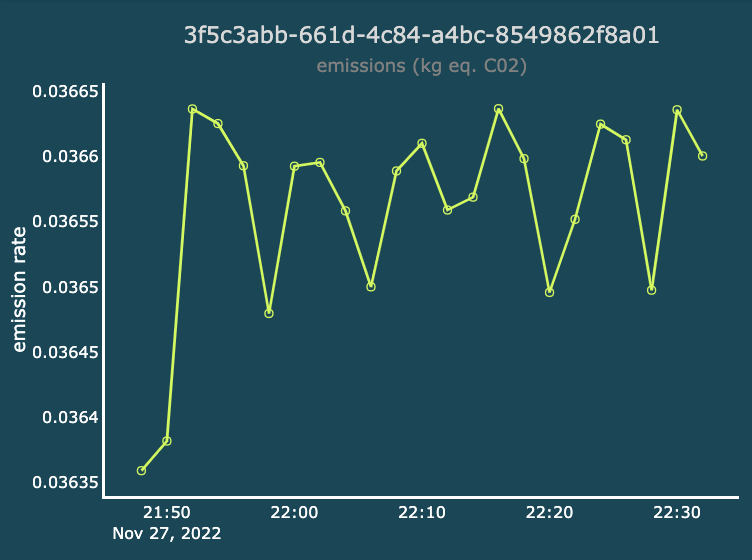 3f5c3abb-661d-4c84-a4bc-8549862f8a01
emissions (kg eq. C02)
0.03665
0.0366
0.03655
0.0365
0.03645
0.0364
0.03635
emission rate
21:50 22:00 22:10 22:20 22:30
Nov 27, 2022